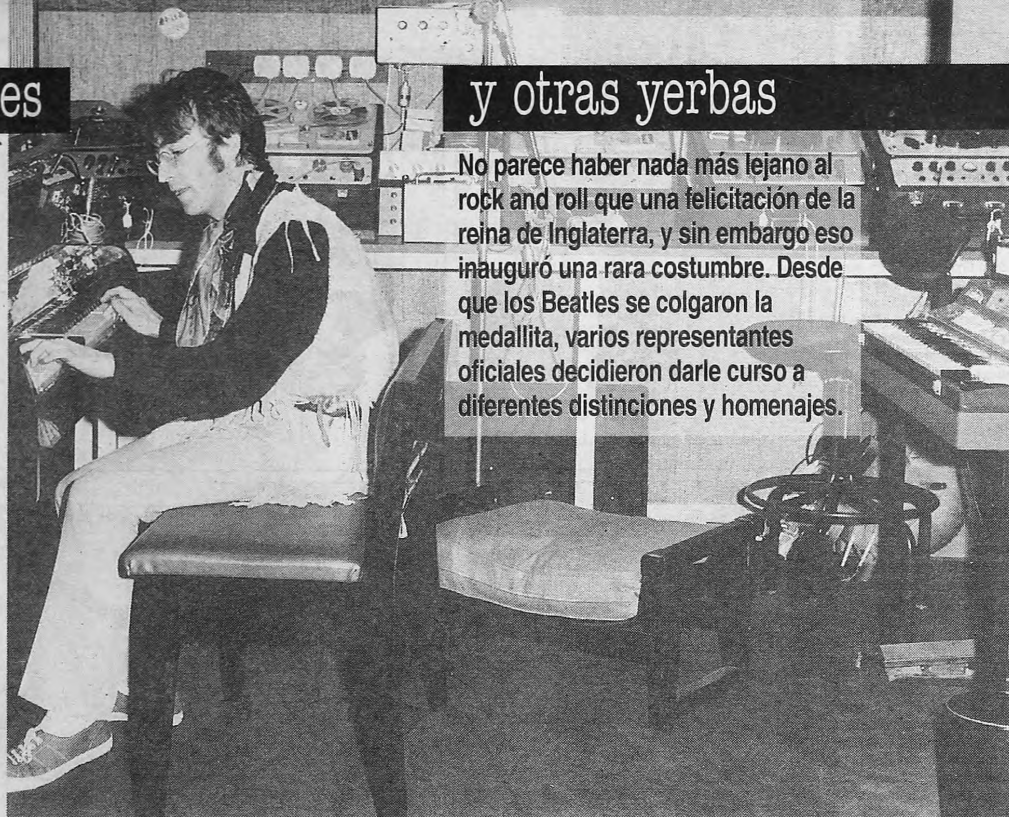 es
y otras yerbas
No parece haber nada más lejano al
rock and roll que una felicitación de la
reina de Inglaterra, y sin embargo eso
inauguró una rara costumbre. Desde
que los Beatles se colgaron la
medallita, varios representantes
oficiales decidieron darle curso a
diferentes distinciones y homenajes.